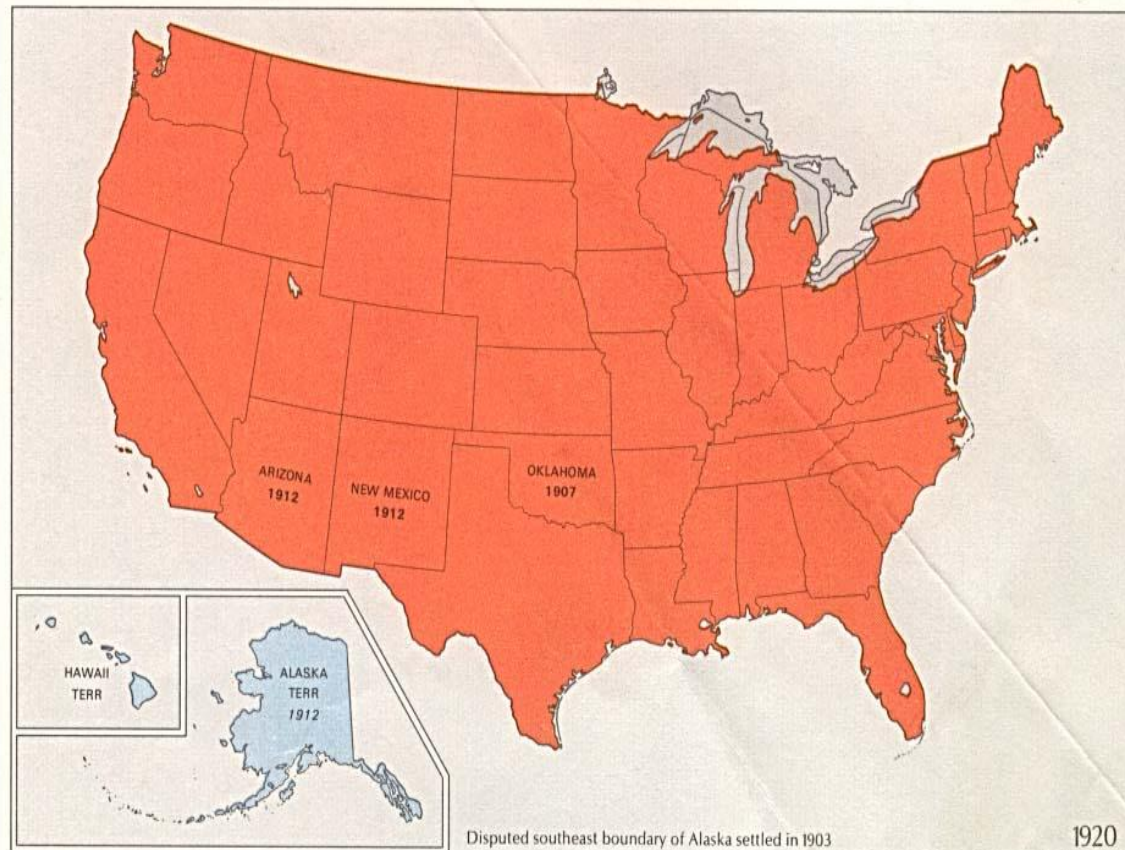 ARIZONA
1912
NEW MEXICO
1912
OKLAHOMA
1907
HAWAII
TERR
ALASKA
TERR
1912
Disputed southeast boundary of Alaska settled in 1903
1920